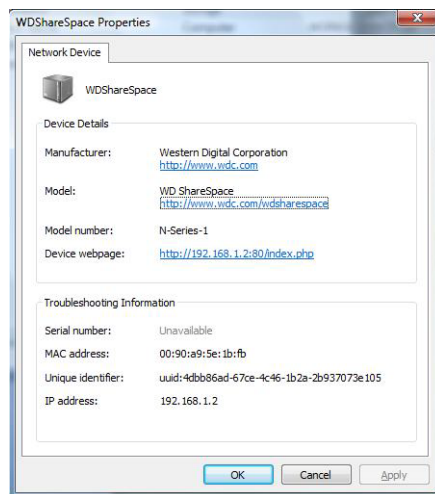 WDShareSpace Properties
Network Device
WDShareSpace
Device Details
Manufacturer: Western Digital Corporation
http://www.wdc.com
Model: WD ShareSpace
http://www.wdc.com/wdsharespace
Model number: N-Series-1
Device webpage: http://192.168.1.2:80/index.php
Troubleshooting Information
Serial number: Unavailable
MAC address: 00:90:a9:5e:1b:fb
Unique identifier: uuid:4dbb86ad-67ce-4c46-1b2a-2b937073e105
IP address: 192.168.1.2
OK Cancel Apply